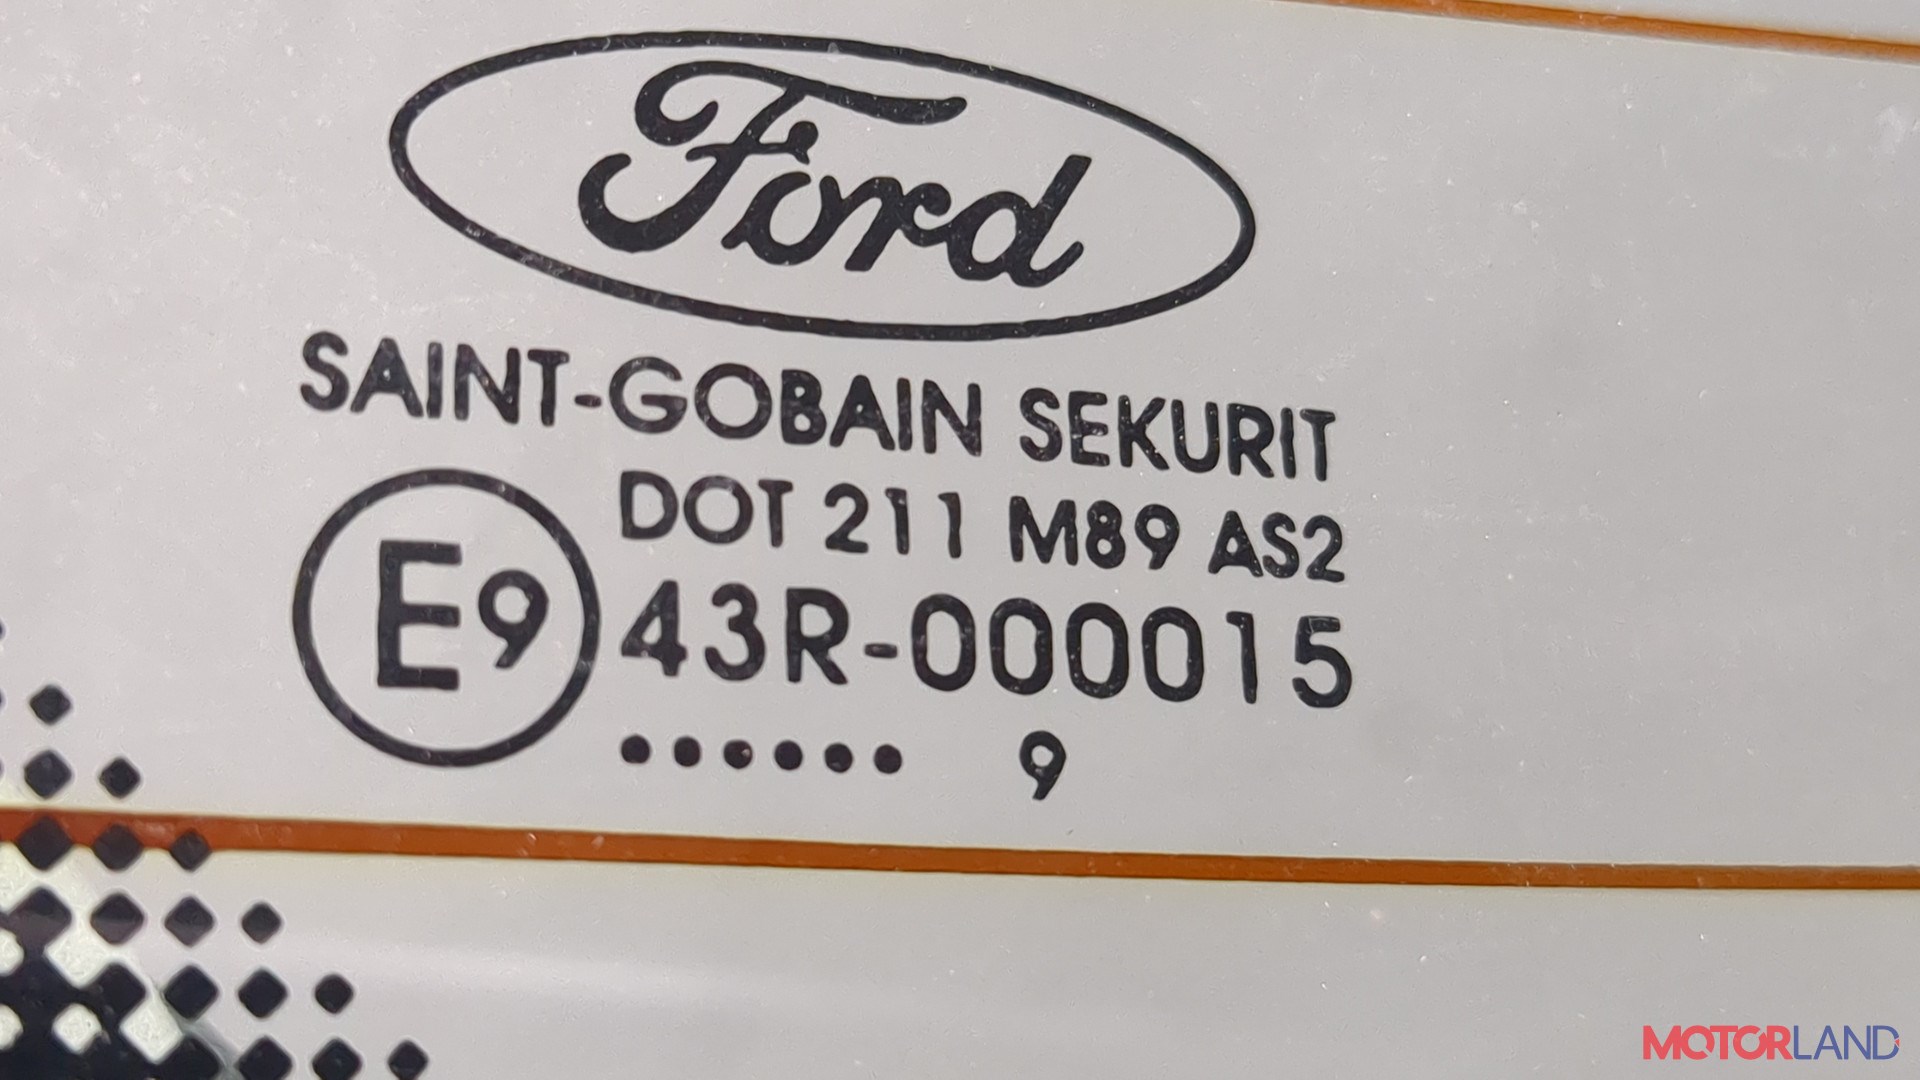 Ford
SAINT-GOBAIN SEKURIT
DOT 211 M89 AS2
E9 43R-000015
...... 9
MOTORLAND